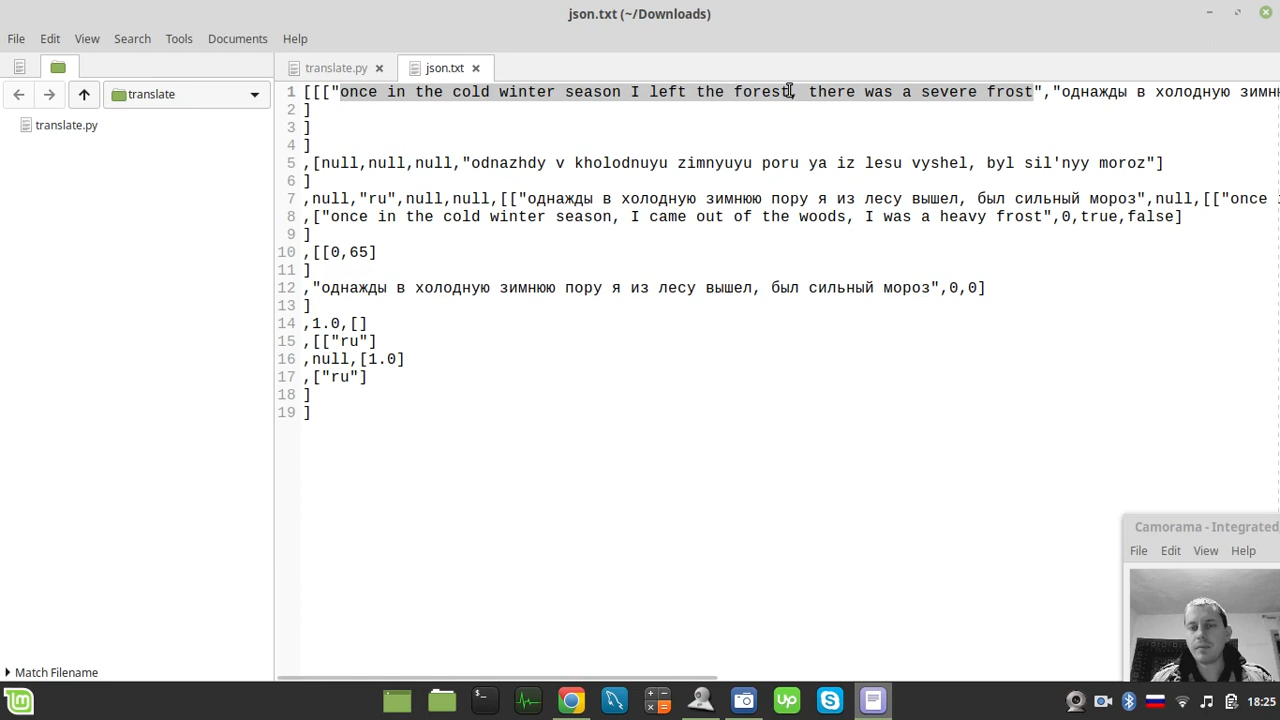 json.txt (~/Downloads)
File Edit View Search Tools Documents Help
translate.py json.txt
translate
translate.py
1 [[["once in the cold winter season I left the forest, there was a severe frost","однажды в холодную зимн
2 ]
3 ]
4 ]
5 ,[null,null,null,"odnazhdy v kholodnuyu zimnyuyu poru ya iz lesu vyshel, byl sil'nyy moroz"]
6 ]
7 ,null,"ru",null,null,[["однажды в холодную зимнюю пору я из лесу вышел, был сильный мороз",null,[["once
8 ,["once in the cold winter season, I came out of the woods, I was a heavy frost",0,true,false]
9 ]
10 ,[[0,65]
11 ]
12 ,"однажды в холодную зимнюю пору я из лесу вышел, был сильный мороз",0,0]
13 ]
14 ,1.0,[]
15 ,[["ru"]
16 ,null,[1.0]
17 ,["ru"]
18 ]
19 ]
Camorama - Integrated
File Edit View Help
Match Filename
Up
18:25